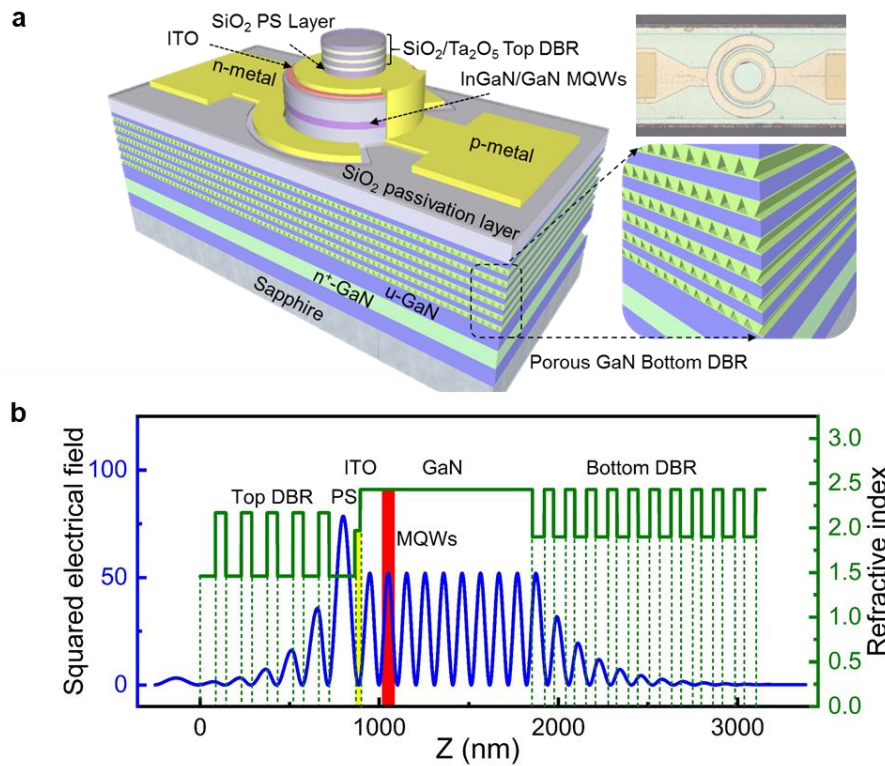 a
SiO₂ PS Layer
ITO
n-metal
SiO₂/Ta₂O₅ Top DBR
InGaN/GaN MQWs
p-metal
SiO₂ passivation layer
n⁺-GaN
u-GaN
Sapphire
Porous GaN Bottom DBR
b
ITO
GaN
Bottom DBR
Top DBR
PS
MQWs
Squared electrical field
100
50
0
Refractive index
3.0
2.5
2.0
1.5
1.0
0.5
0.0
0
1000
2000
3000
Z (nm)